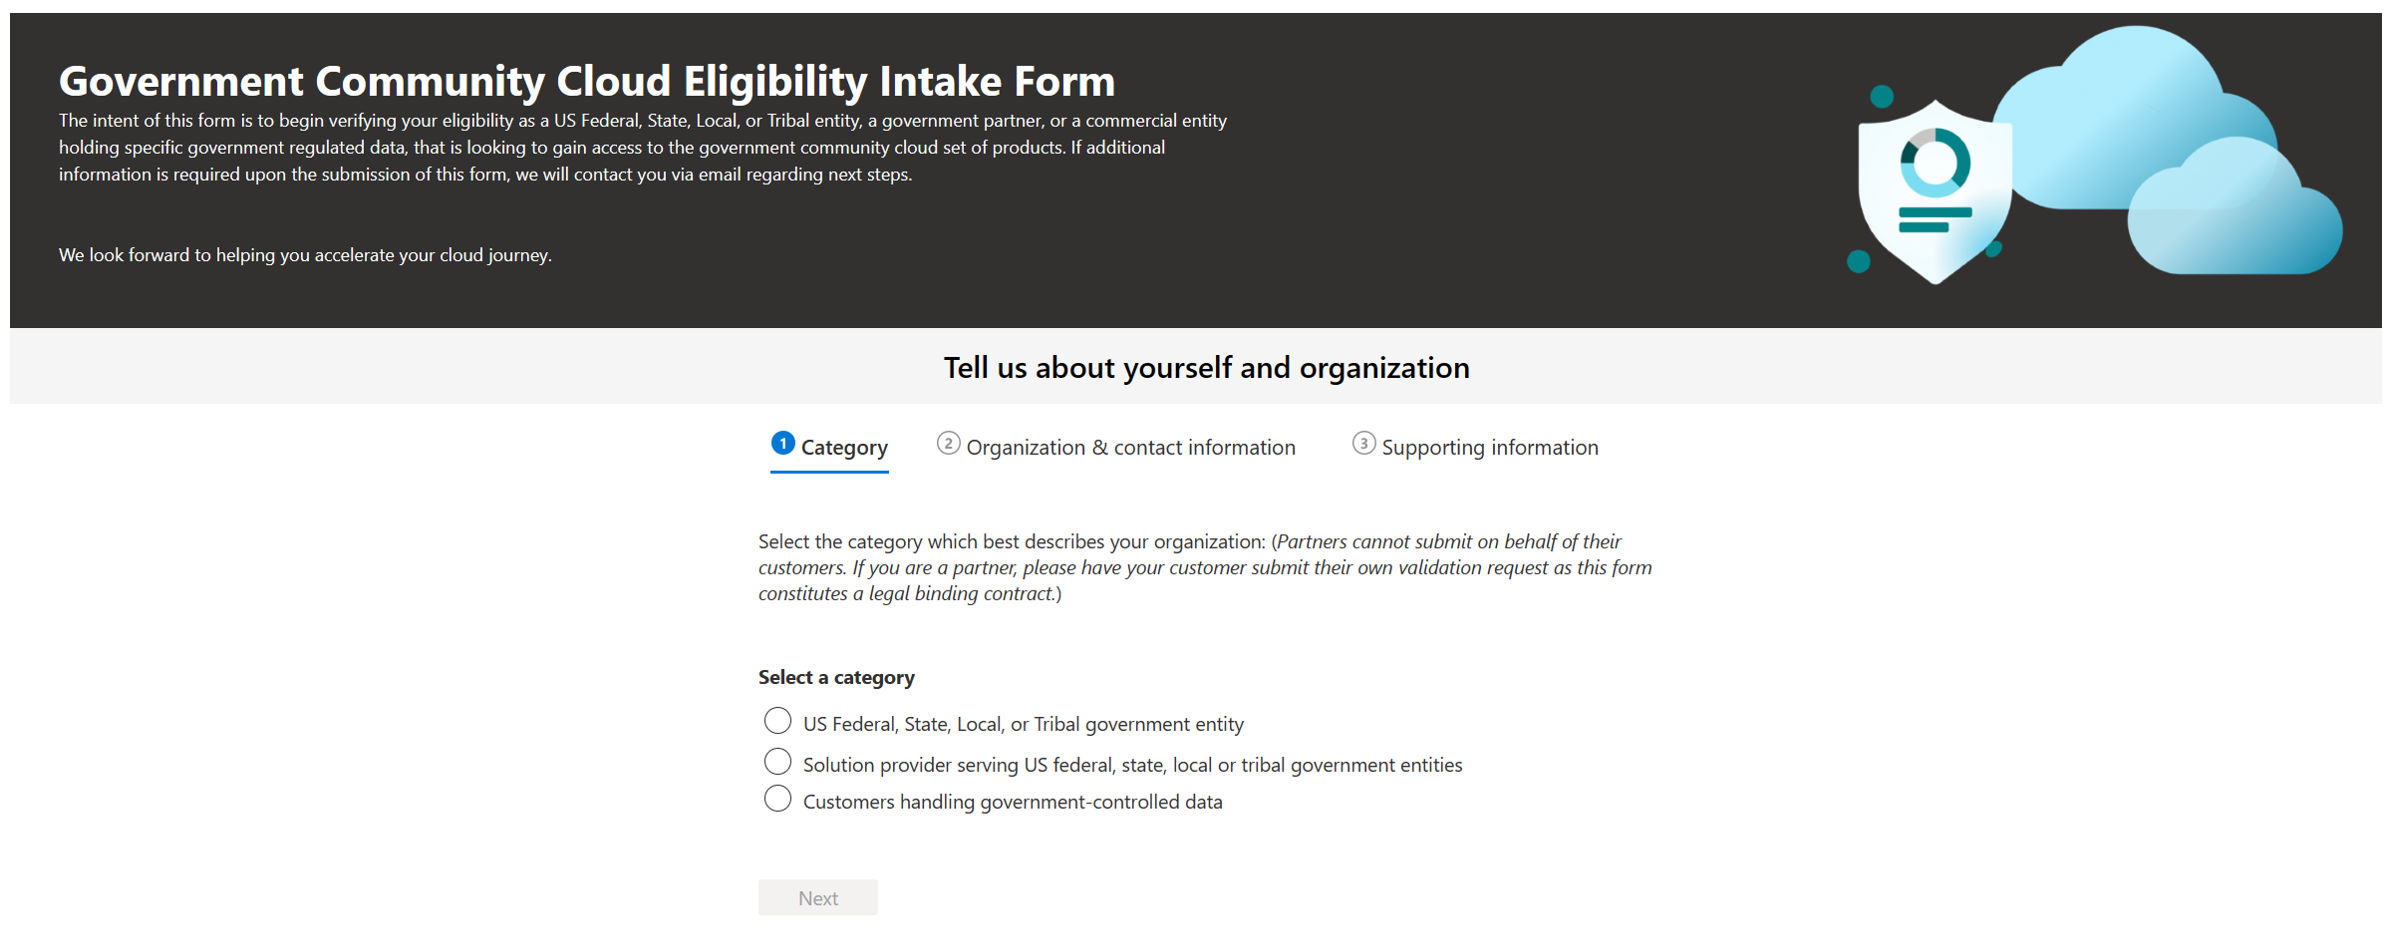 Government Community Cloud Eligibility Intake Form
The intent of this form is to begin verifying your eligibility as a US Federal, State, Local, or Tribal entity, a government partner, or a commercial entity
holding specific government regulated data, that is looking to gain access to the government community cloud set of products. If additional
information is required upon the submission of this form, we will contact you via email regarding next steps.
We look forward to helping you accelerate your cloud journey.
Tell us about yourself and organization
1 Category
2 Organization & contact information
3 Supporting information
Select the category which best describes your organization: (Partners cannot submit on behalf of their
customers. If you are a partner, please have your customer submit their own validation request as this form
constitutes a legal binding contract.)
Select a category
US Federal, State, Local, or Tribal government entity
Solution provider serving US federal, state, local or tribal government entities
Customers handling government-controlled data
Next